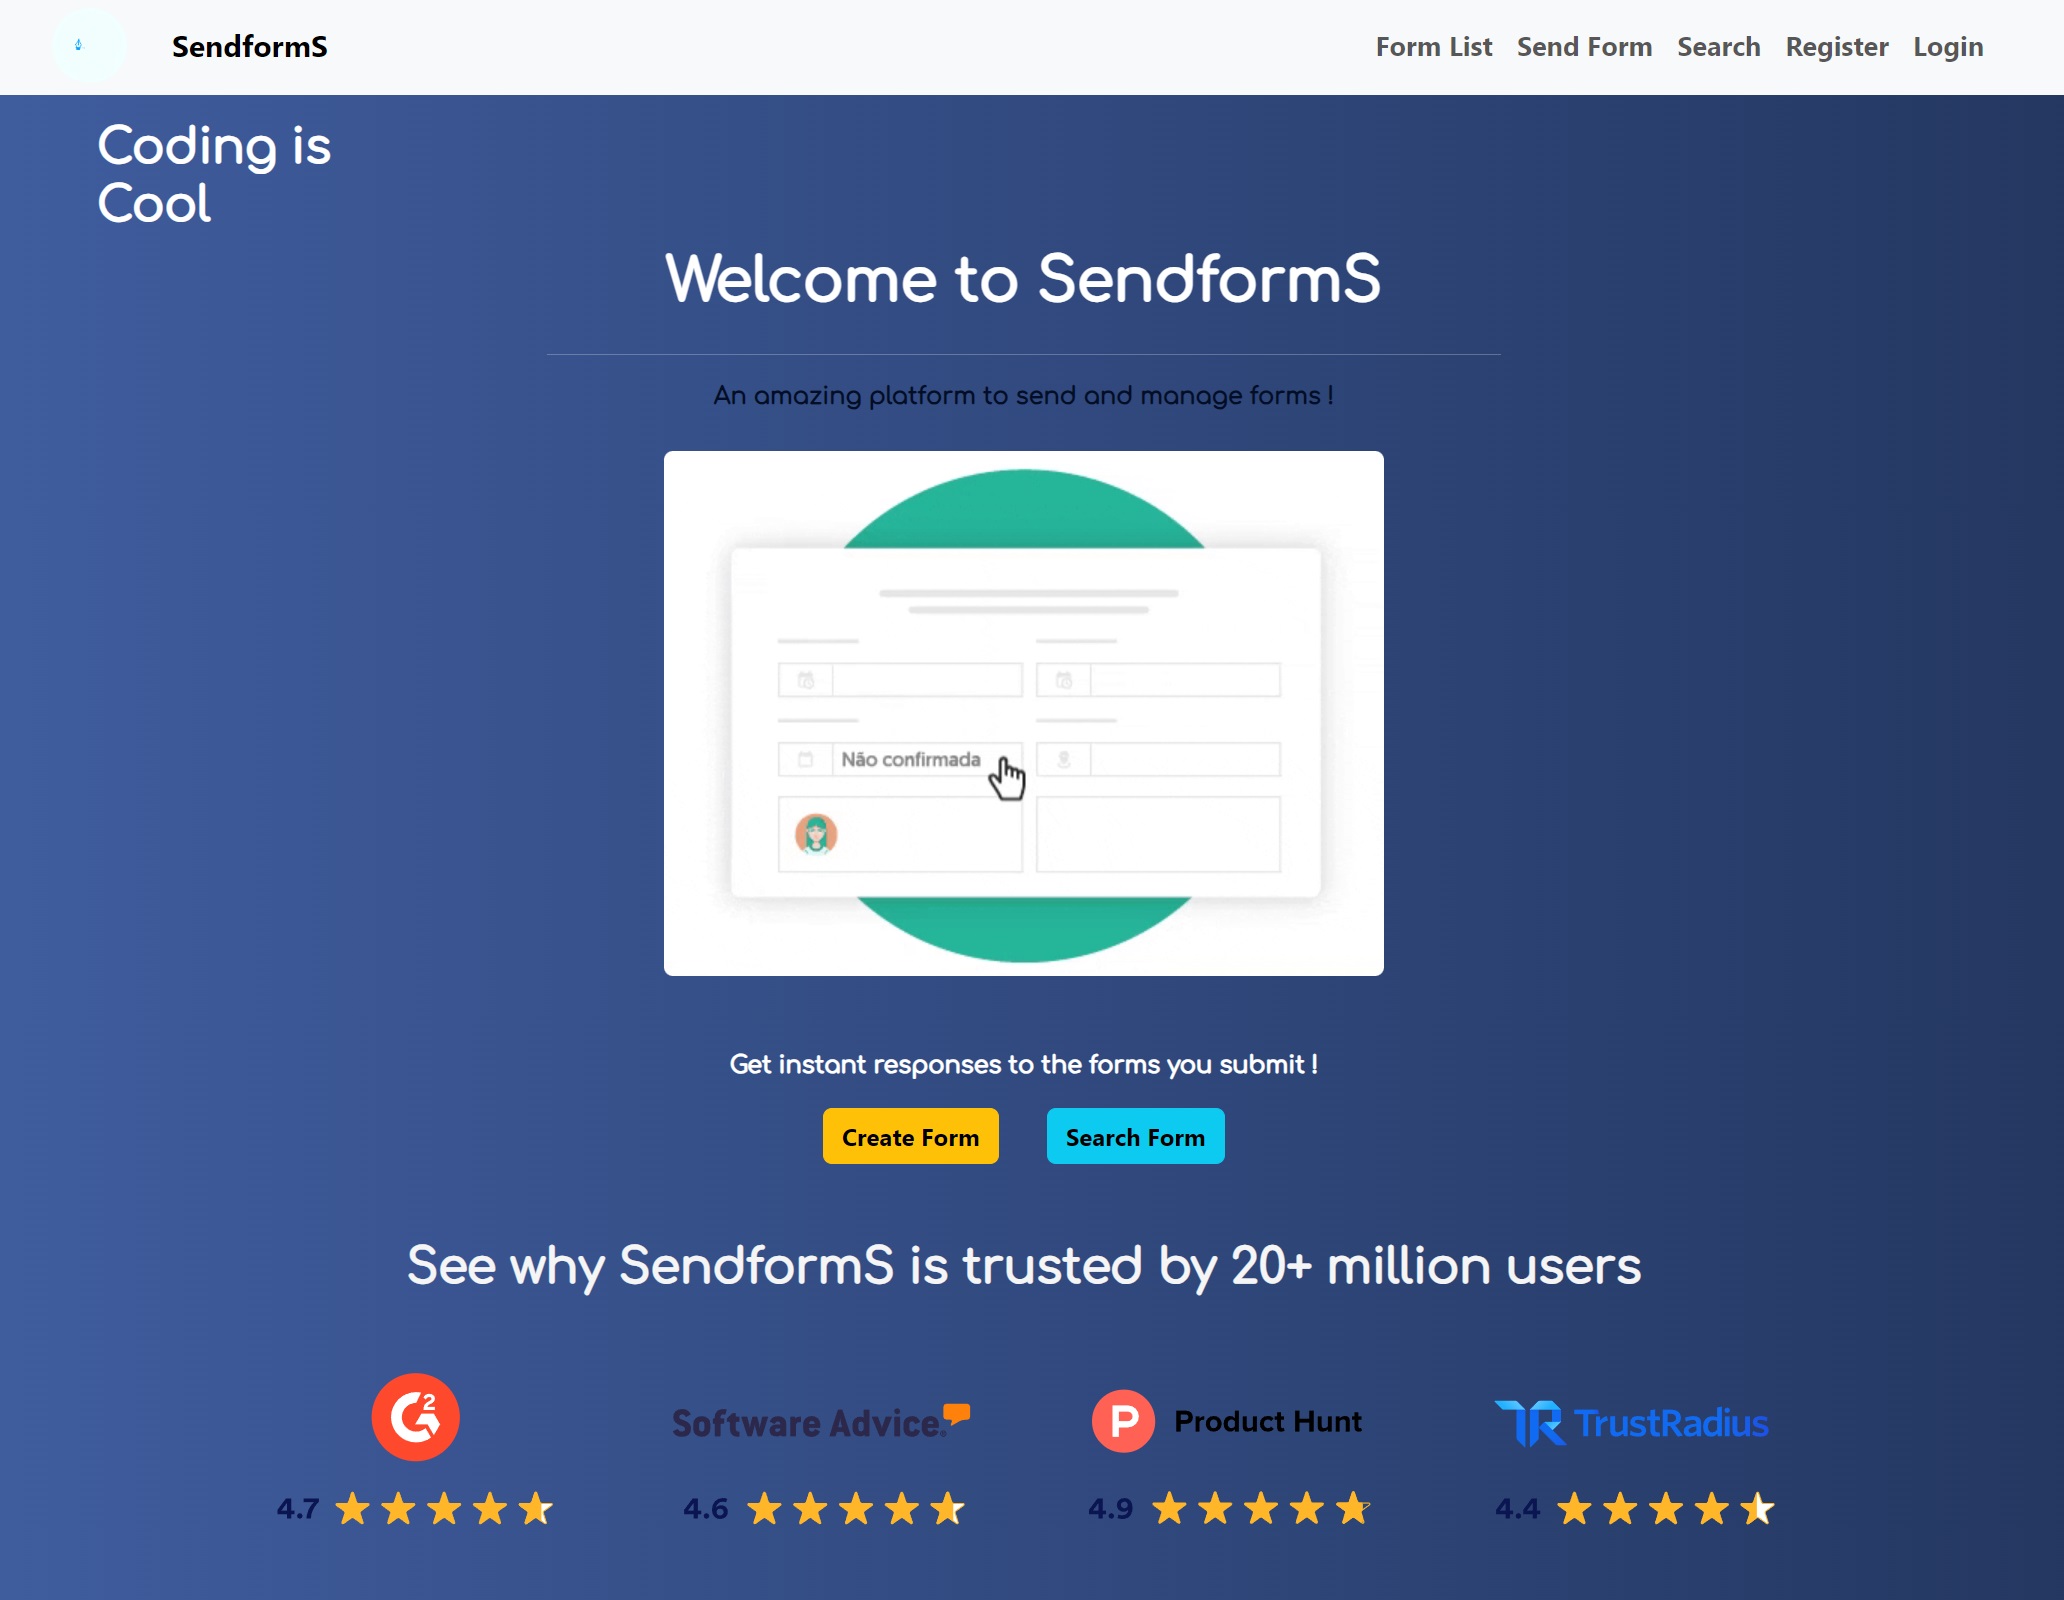 SendformS
Form List Send Form Search Register Login
Coding is
Cool
Welcome to SendformS
An amazing platform to send and manage forms !
Não confirmada
Get instant responses to the forms you submit !
Create Form Search Form
See why SendformS is trusted by 20+ million users
G2 Software Advice. P Product Hunt TR TrustRadius
4.7 4.6 4.9 4.4